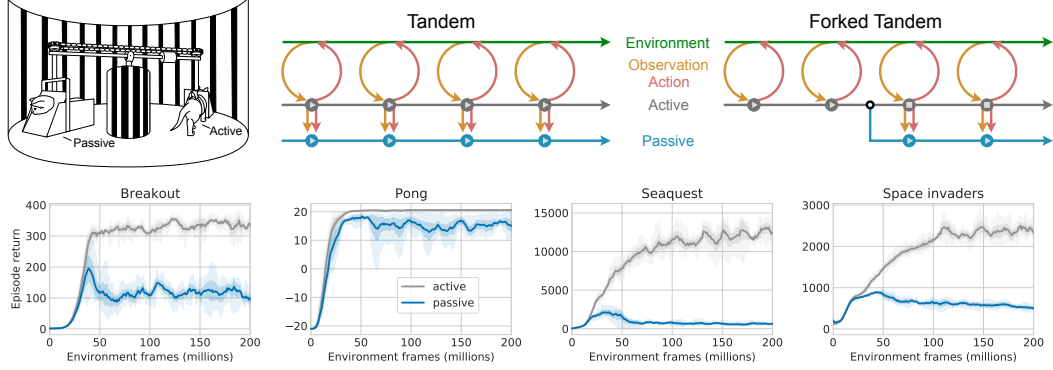 Passive
Active
Tandem
Environment
Observation
Action
Active
Passive
Forked Tandem
Breakout
Episode return
400
300
200
100
0
0 50 100 150 200
Environment frames (millions)
Pong
20
10
0
−10
−20
active
passive
0 50 100 150 200
Environment frames (millions)
Seaquest
15000
10000
5000
0
0 50 100 150 200
Environment frames (millions)
Space invaders
3000
2000
1000
0
0 50 100 150 200
Environment frames (millions)